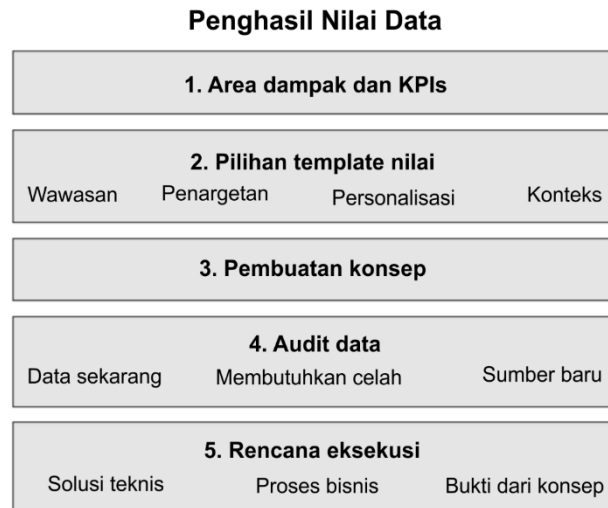 Penghasil Nilai Data
1. Area dampak dan KPIs
2. Pilihan template nilai
Wawasan Penargetan Personalisasi Konteks
3. Pembuatan konsep
4. Audit data
Data sekarang Membutuhkan celah Sumber baru
5. Rencana eksekusi
Solusi teknis Proses bisnis Bukti dari konsep